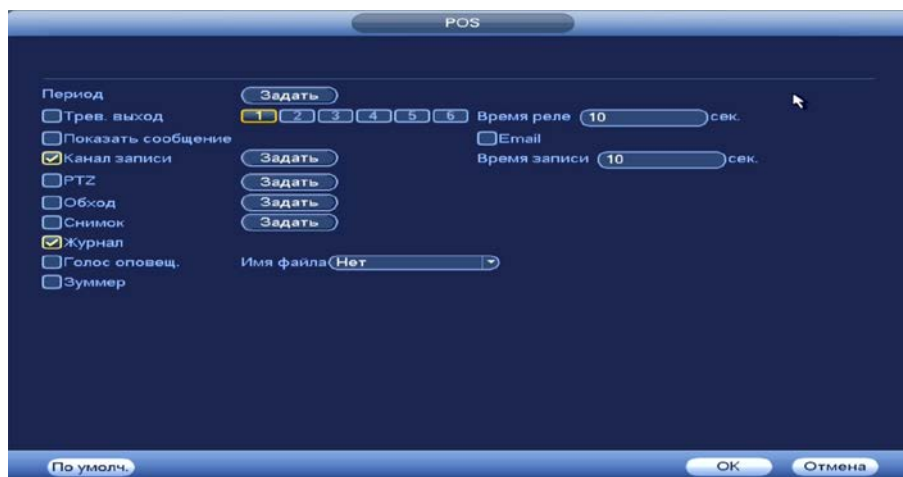 POS
Период Задать
Трев. выход 1 2 3 4 5 6 Время реле 10 сек.
Показать сообщение Email
Канал записи Задать Время записи 10 сек.
PTZ Задать
Обход Задать
Снимок Задать
Журнал
Голос оповещ. Имя файла Нет
Зуммер
По умолч. OK Отмена